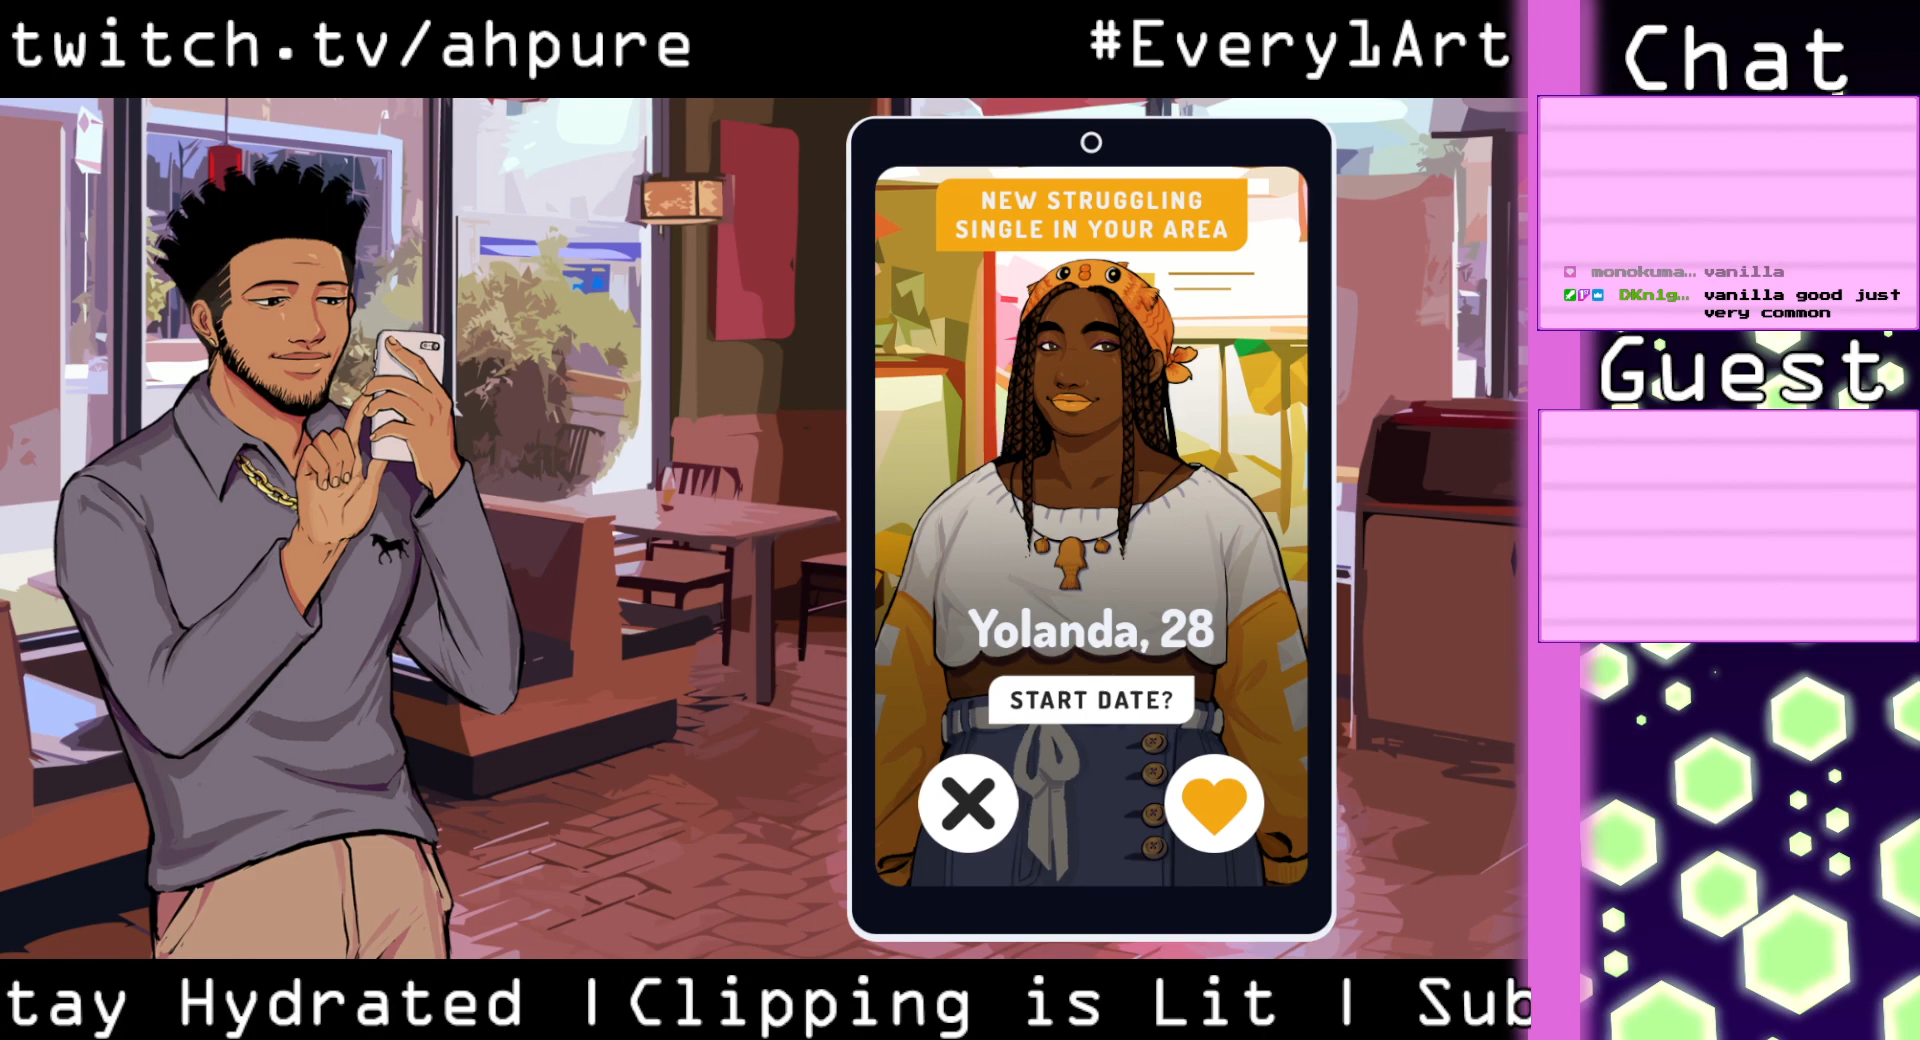 twitch.tv/ahpure
#Every1Art
Chat
NEW STRUGGLING
SINGLE IN YOUR AREA
monokuma… vanilla
DKnig… vanilla good just
very common
Guest
Yolanda, 28
START DATE?
tay Hydrated | Clipping is Lit | Sub